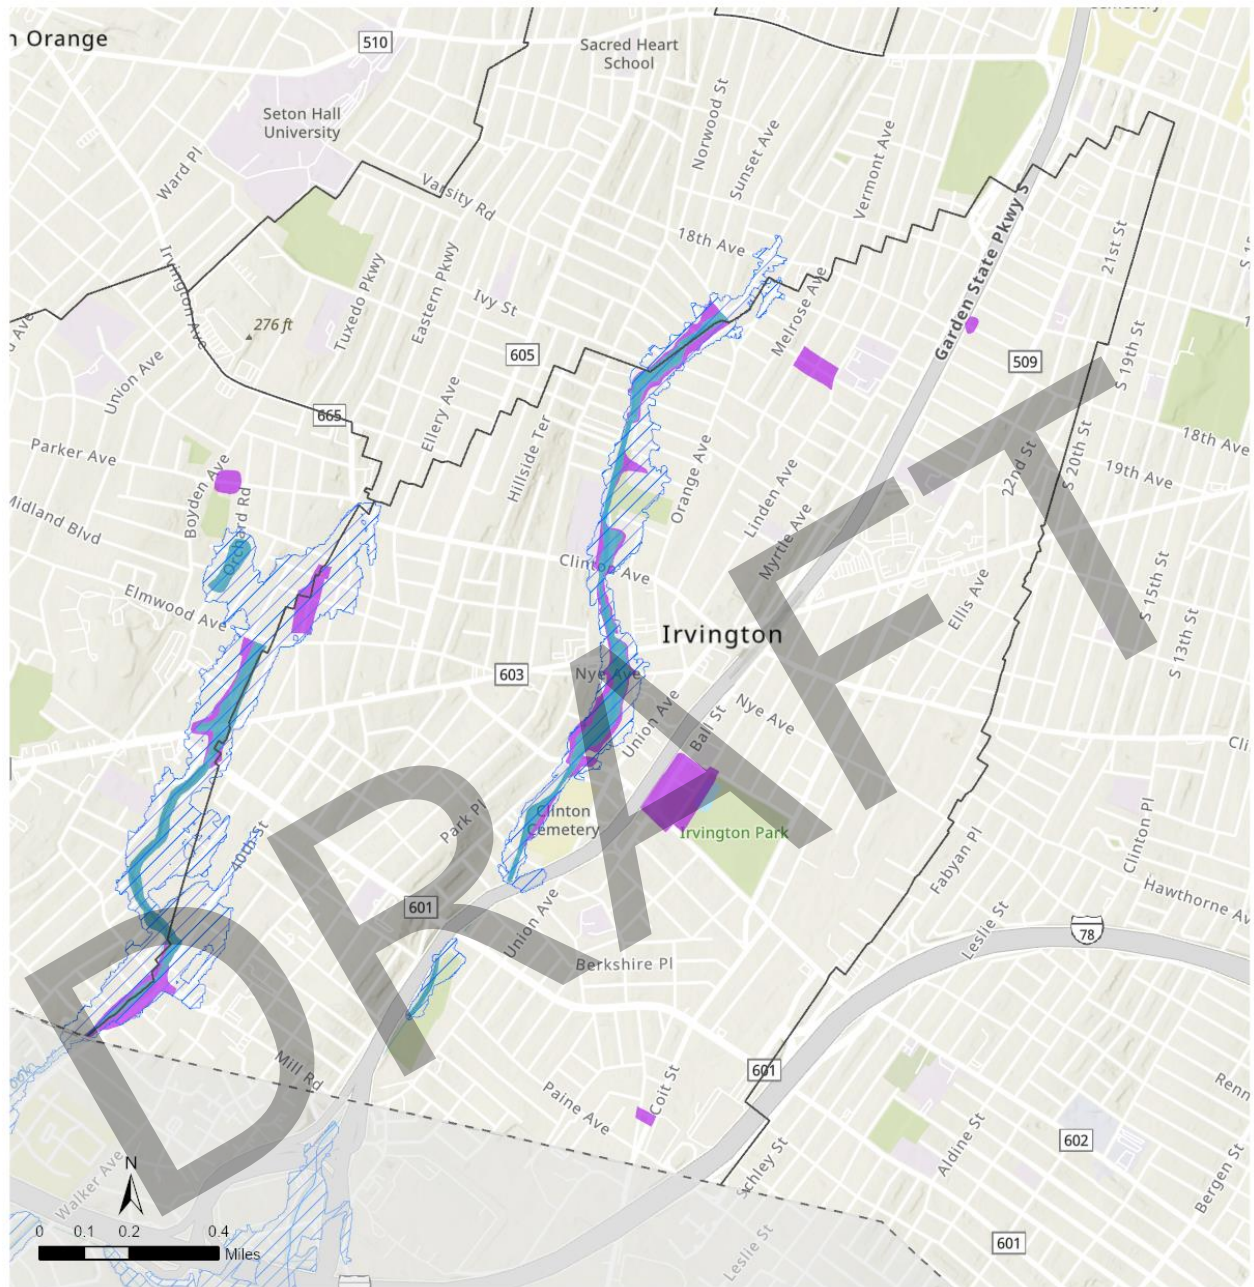 Cemetery
n Orange
510
Sacred Heart
School
Seton Hall
University
Norwood St
Sunset Ave
Vermont Ave
Ward Pl
Varsity Rd
18th Ave
Garden State Pkwy S
21st St
Irvington Ave
Tuxedo Pkwy
Eastern Pkwy
Ivy St
276 ft
Melrose Ave
605
509
S 19th St
Union Ave
Ellery Ave
665
Hillside Ter
Orange Ave
Linden Ave
22nd St
S 20th St
18th Ave
19th Ave
Parker Ave
Boyden Ave
Orchard Rd
Midland Blvd
Myrtle Ave
Clinton Ave
Elmwood Ave
Ellis Ave
S 15th St
S 13th St
Irvington
603
Nye Ave
Union Ave
Ball St
Nye Ave
Cli
DRAFT
Park Pl
Clinton
Cemetery
Irvington Park
40th St
Clinton Pl
Fabyan Pl
Hawthorne Av
601
Union Ave
Leslie St
78
Berkshire Pl
Mill Rd
601
Paine Ave
Coit St
Renn
602
Aldine St
Schley St
Bergen St
Walker Ave
N
0 0.1 0.2 0.4
Miles
Leslie St
601